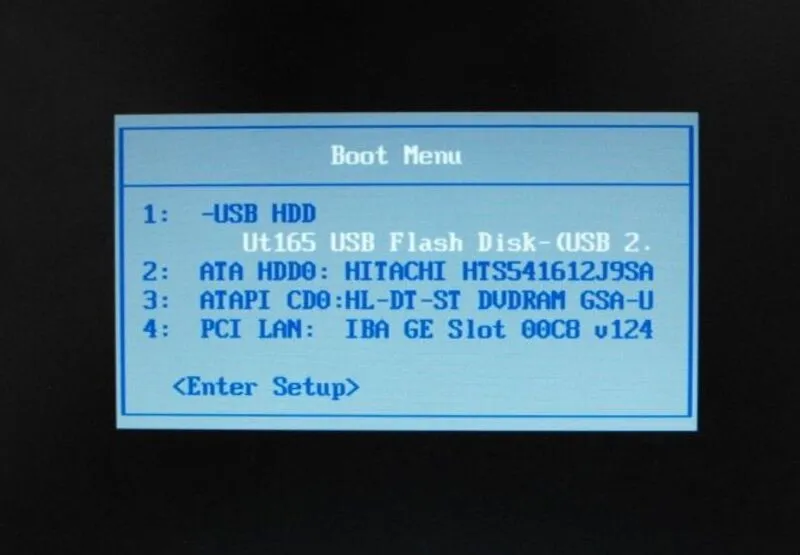 Boot Menu
1: -USB HDD
Ut165 USB Flash Disk-(USB 2.
2: ATA HDD0: HITACHI HTS541612J9SA
3: ATAPI CD0:HL-DT-ST DVDRAM GSA-U
4: PCI LAN: IBA GE Slot 00C8 v124
<Enter Setup>